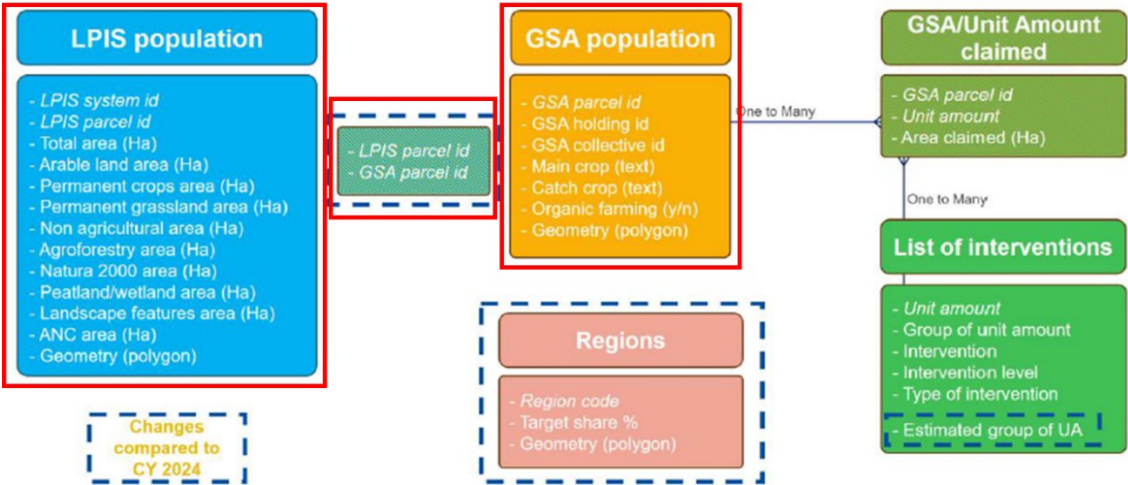 LPIS population
- LPIS system id
- LPIS parcel id
- Total area (Ha)
- Arable land area (Ha)
- Permanent crops area (Ha)
- Permanent grassland area (Ha)
- Non agricultural area (Ha)
- Agroforestry area (Ha)
- Natura 2000 area (Ha)
- Peatland/wetland area (Ha)
- Landscape features area (Ha)
- ANC area (Ha)
- Geometry (polygon)
- LPIS parcel id
- GSA parcel id
GSA population
- GSA parcel id
- GSA holding id
- GSA collective id
- Main crop (text)
- Catch crop (text)
- Organic farming (y/n)
- Geometry (polygon)
One to Many
GSA/Unit Amount
claimed
- GSA parcel id
- Unit amount
- Area claimed (Ha)
One to Many
List of interventions
- Unit amount
- Group of unit amount
- Intervention
- Intervention level
- Type of intervention
- Estimated group of UA
Regions
- Region code
- Target share %
- Geometry (polygon)
Changes
compared to
CY 2024